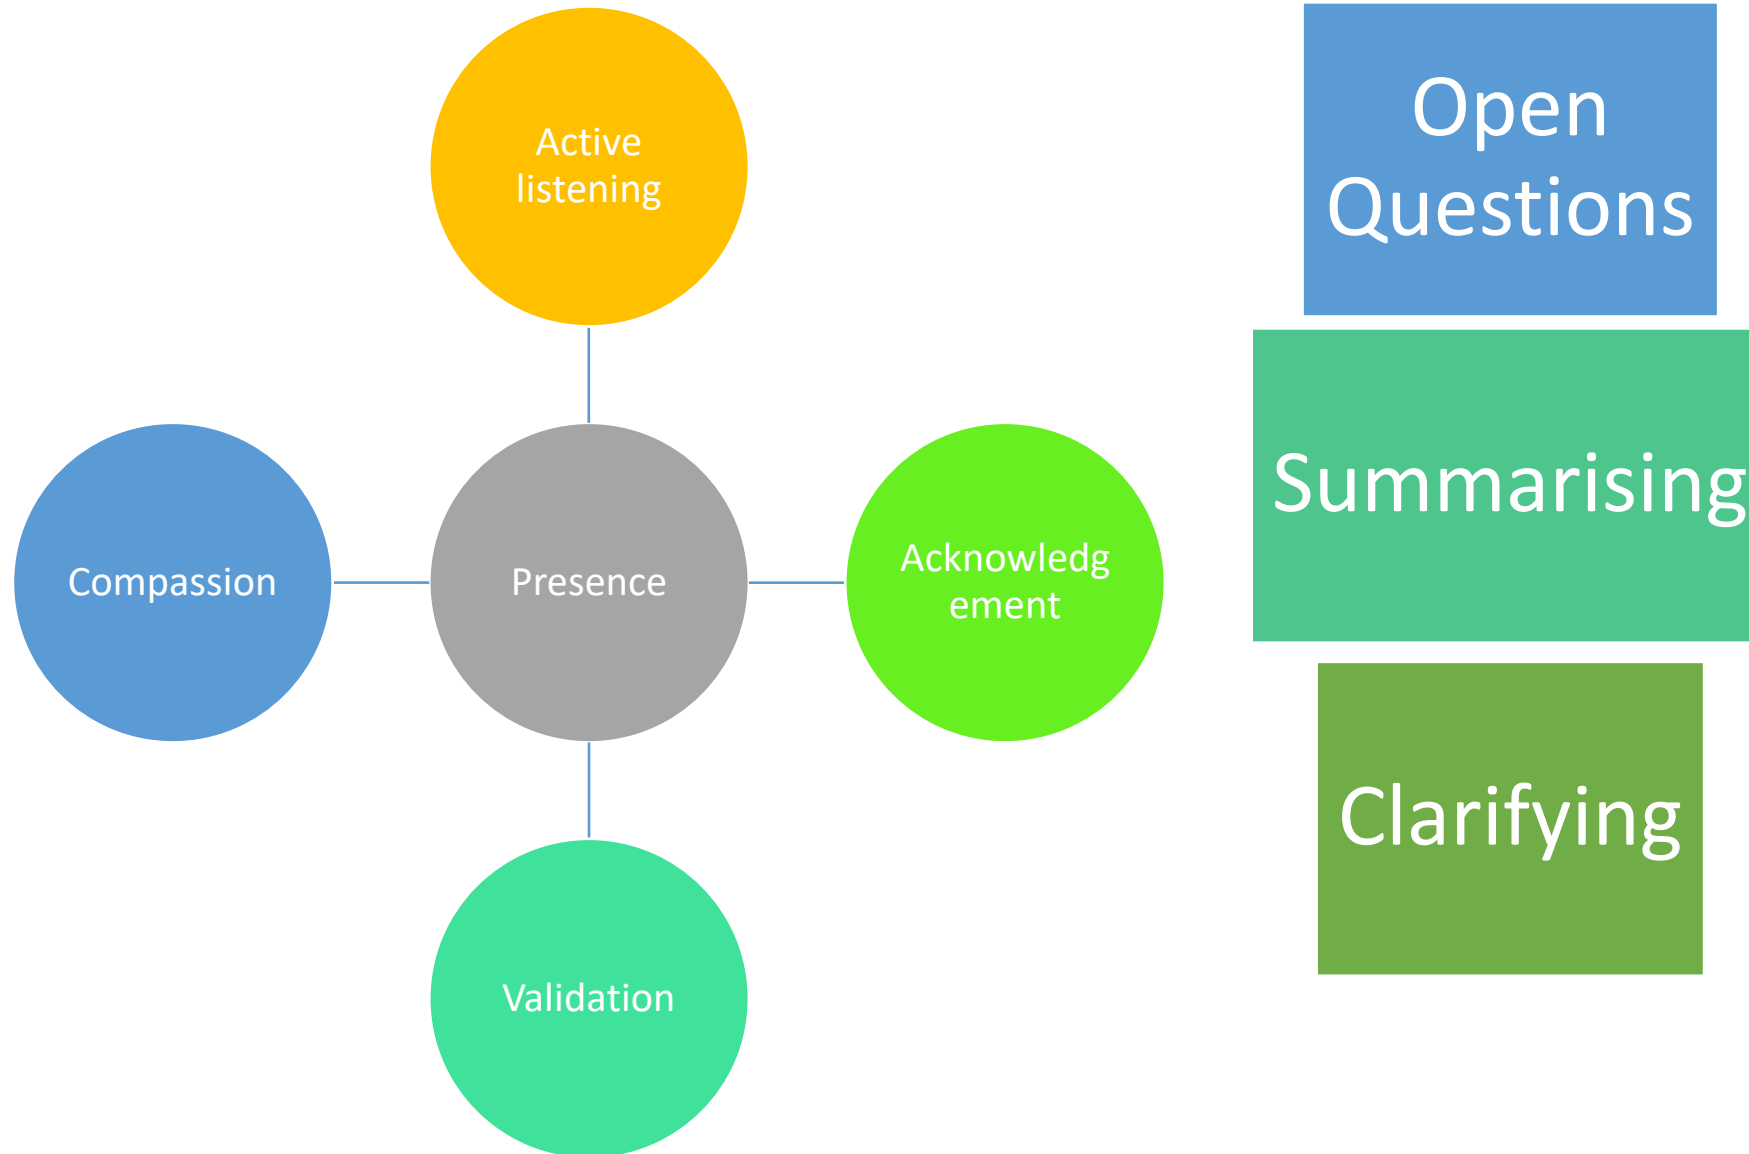 Active
listening
Compassion
Presence
Acknowledg
ement
Validation
Open
Questions
Summarising
Clarifying